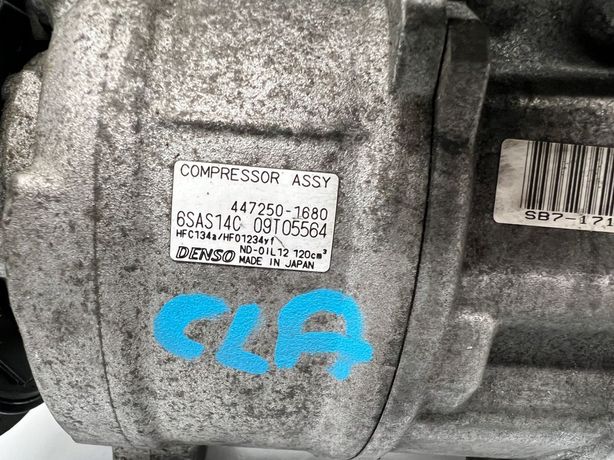 COMPRESSOR ASSY
447250-1680
6SAS14C 09T05564
HFC134a/HFO1234yf
DENSO ND-OIL12 120cm³
MADE IN JAPAN
SB7-171
CLA